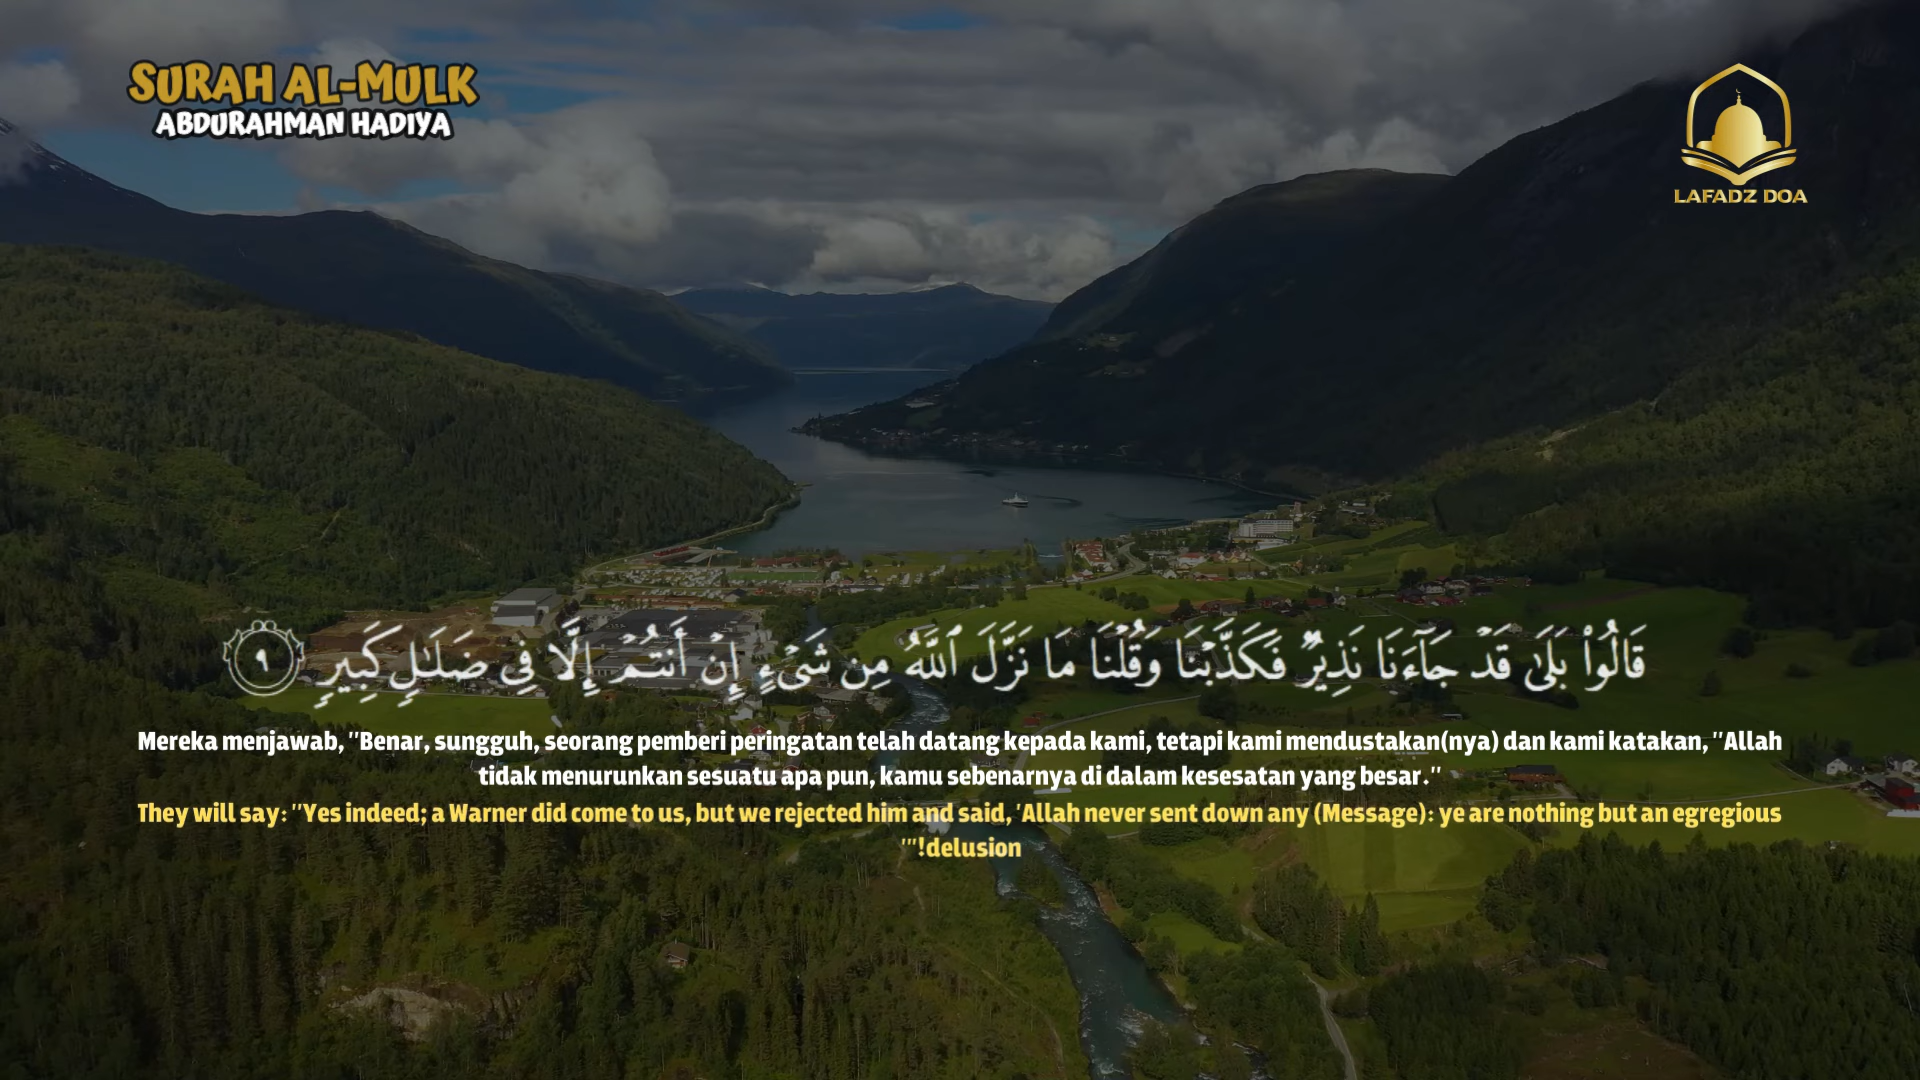 SURAH AL-MULK
ABDURAHMAN HADIYA
LAFADZ DOA
قَالُوا۟ بَلَىٰ قَدْ جَآءَنَا نَذِيرٌ فَكَذَّبْنَا وَقُلْنَا مَا نَزَّلَ ٱللَّهُ مِن شَىْءٍ إِنْ أَنتُمْ إِلَّا فِى ضَلَٰلٍ كَبِيرٍ ٩
Mereka menjawab, "Benar, sungguh, seorang pemberi peringatan telah datang kepada kami, tetapi kami mendustakan(nya) dan kami katakan, "Allah
tidak menurunkan sesuatu apa pun, kamu sebenarnya di dalam kesesatan yang besar."
They will say: "Yes indeed; a Warner did come to us, but we rejected him and said, 'Allah never sent down any (Message): ye are nothing but an egregious
'"!delusion